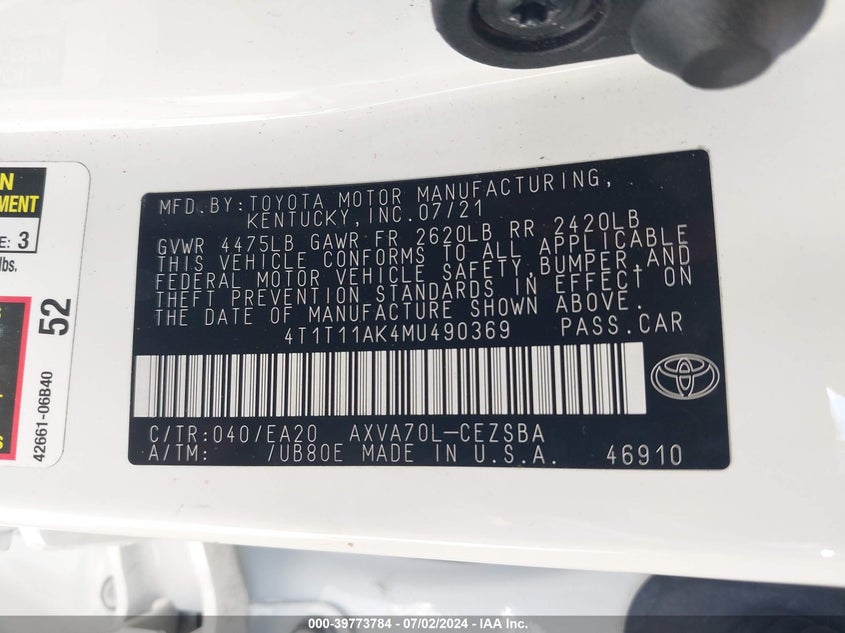 N
MENT
E: 3
lbs.
52
42661-06B40
MFD.BY:TOYOTA MOTOR MANUFACTURING,
KENTUCKY,INC.07/21
GVWR 4475LB GAWR FR 2620LB RR 2420LB
THIS VEHICLE CONFORMS TO ALL APPLICABLE
FEDERAL MOTOR VEHICLE SAFETY,BUMPER,AND
THEFT PREVENTION STANDARDS IN EFFECT ON
THE DATE OF MANUFACTURE SHOWN ABOVE.
4T1T11AK4MU490369 PASS.CAR
C/TR:040/EA20 AXVA70L-CEZSBA
A/TM: /UB80E MADE IN U.S.A. 46910
000-39773784 - 07/02/2024 - IAA Inc.